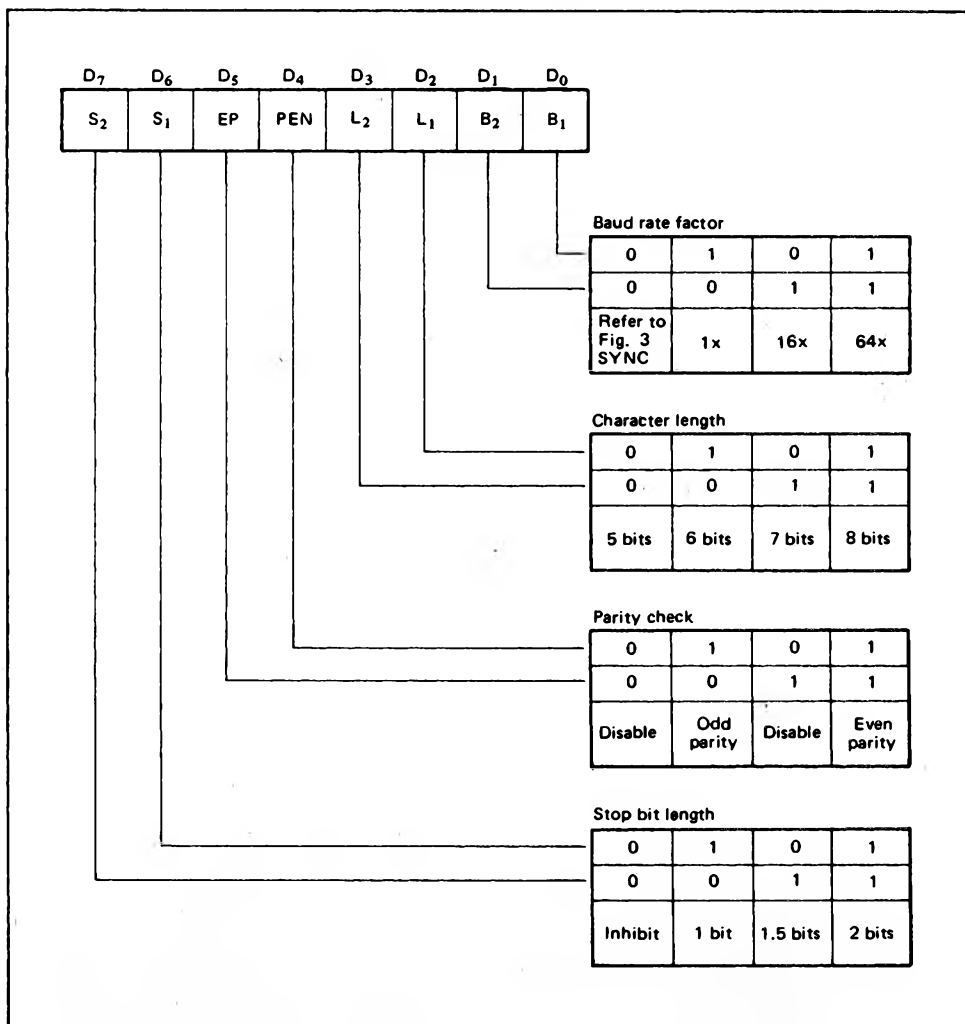 D7 D6 D5 D4 D3 D2 D1 D0
S2 S1 EP PEN L2 L1 B2 B1
Baud rate factor
0 1 0 1
0 0 1 1
Refer to Fig. 3 SYNC 1x 16x 64x
Character length
0 1 0 1
0 0 1 1
5 bits 6 bits 7 bits 8 bits
Parity check
0 1 0 1
0 0 1 1
Disable Odd parity Disable Even parity
Stop bit length
0 1 0 1
0 0 1 1
Inhibit 1 bit 1.5 bits 2 bits